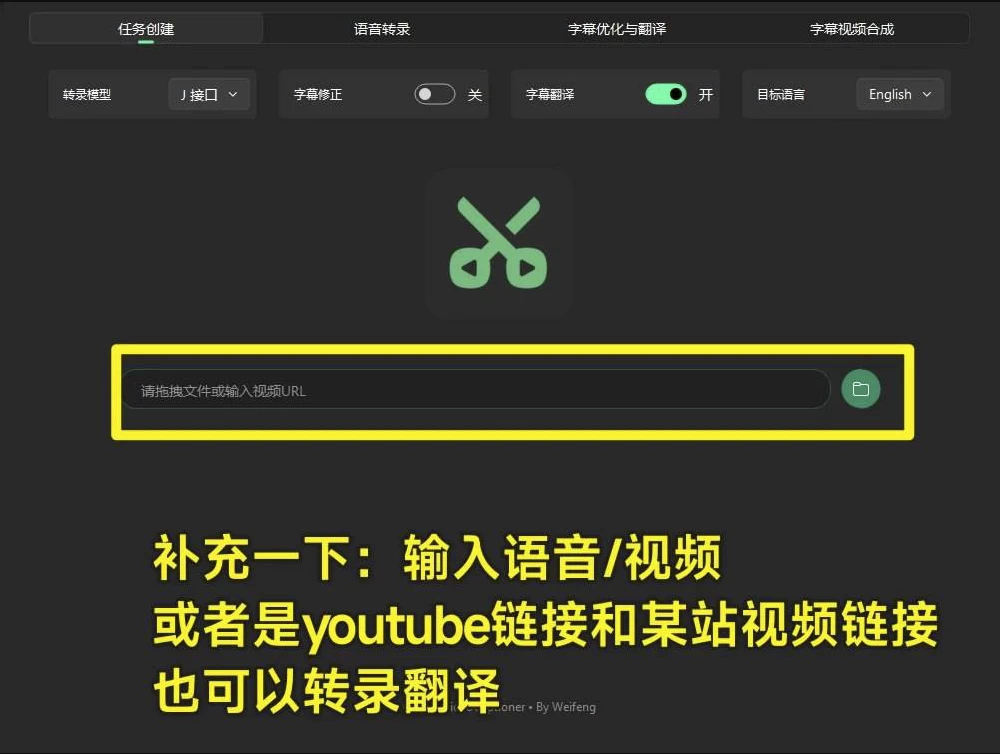 任务创建
语音转录
字幕优化与翻译
字幕视频合成
转录模型
J 接口
字幕修正
关
字幕翻译
开
目标语言
English
请拖拽文件或输入视频URL
补充一下：输入语音/视频
或者是youtube链接和某站视频链接
也可以转录翻译
• By Weifeng